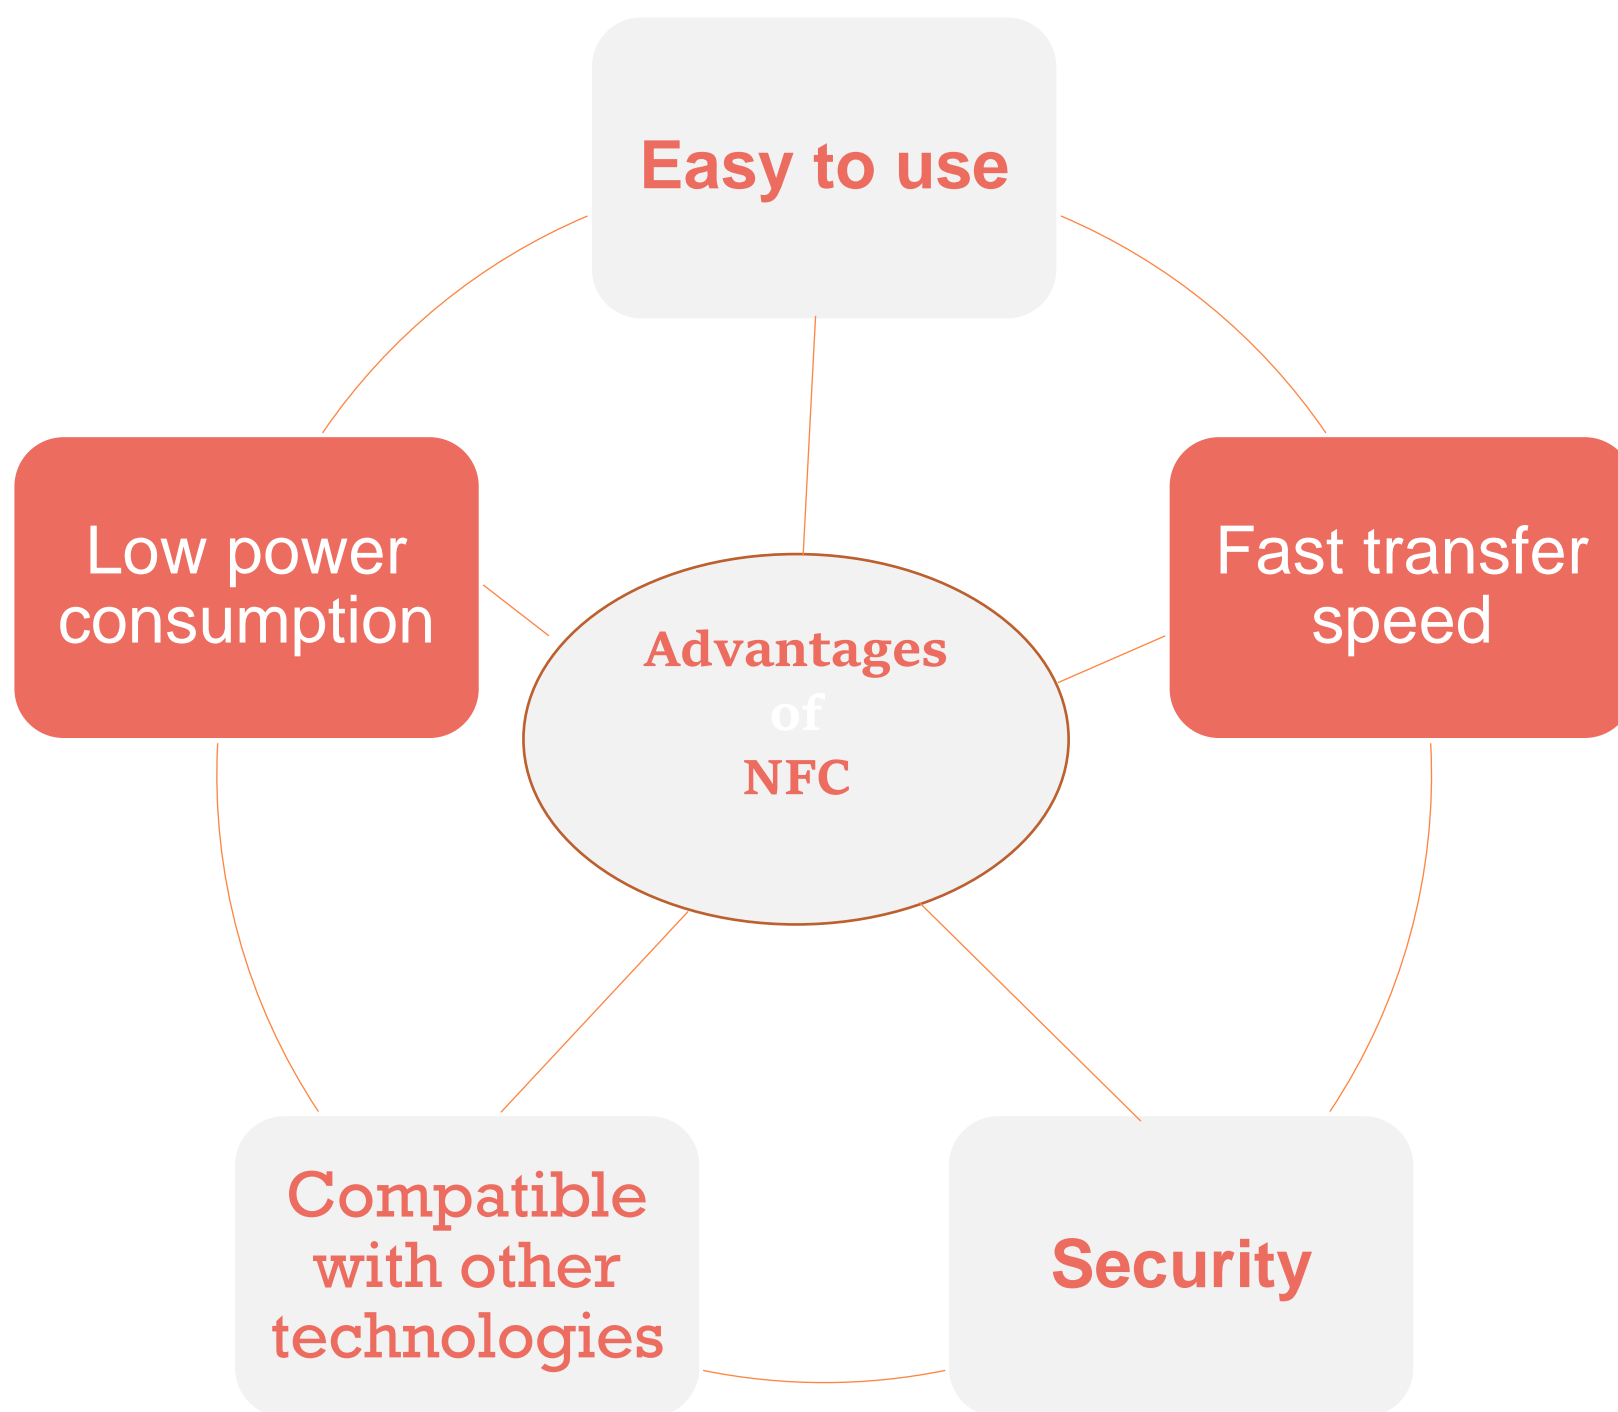 Easy to use
Low power
consumption
Fast transfer
speed
Advantages
of
NFC
Compatible
with other
technologies
Security